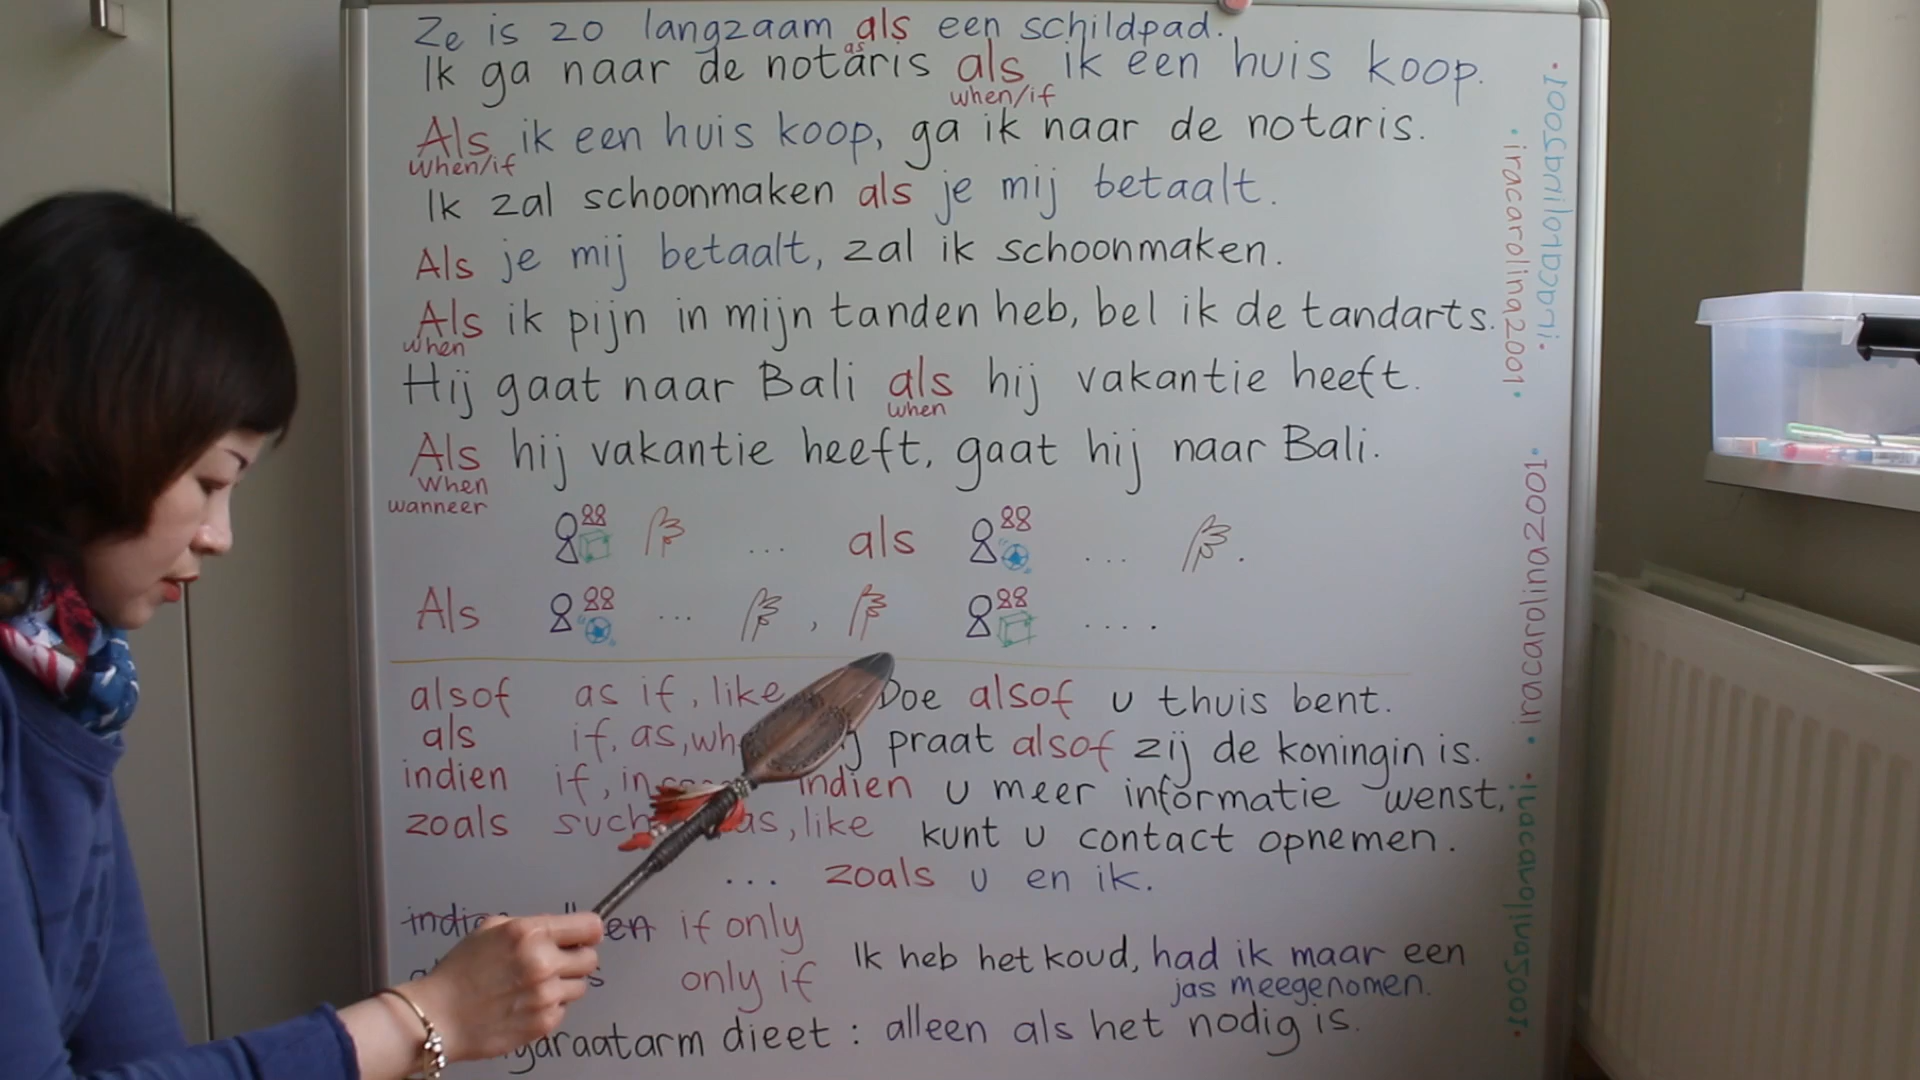 Ze is zo langzaam als een schildpad.
as
Ik ga naar de notaris als ik een huis koop.
when/if
Als ik een huis koop, ga ik naar de notaris.
When/if
Ik zal schoonmaken als je mij betaalt.
Als je mij betaalt, zal ik schoonmaken.
Als ik pijn in mijn tanden heb, bel ik de tandarts.
when
Hij gaat naar Bali als hij vakantie heeft.
when
Als hij vakantie heeft, gaat hij naar Bali.
When
wanneer
... als ... .
Als ... , ... .
alsof as if, like Doe alsof u thuis bent.
als if, as, praat alsof zij de koningin is.
indien if, indien u meer informatie wenst,
zoals as, like kunt u contact opnemen.
... zoals u en ik.
if only
Ik heb het koud, had ik maar een
only if jas meegenomen.
dieet : alleen als het nodig is.
iracarolina2001
iracarolina2001
iracarolina2001
iracarolina2001